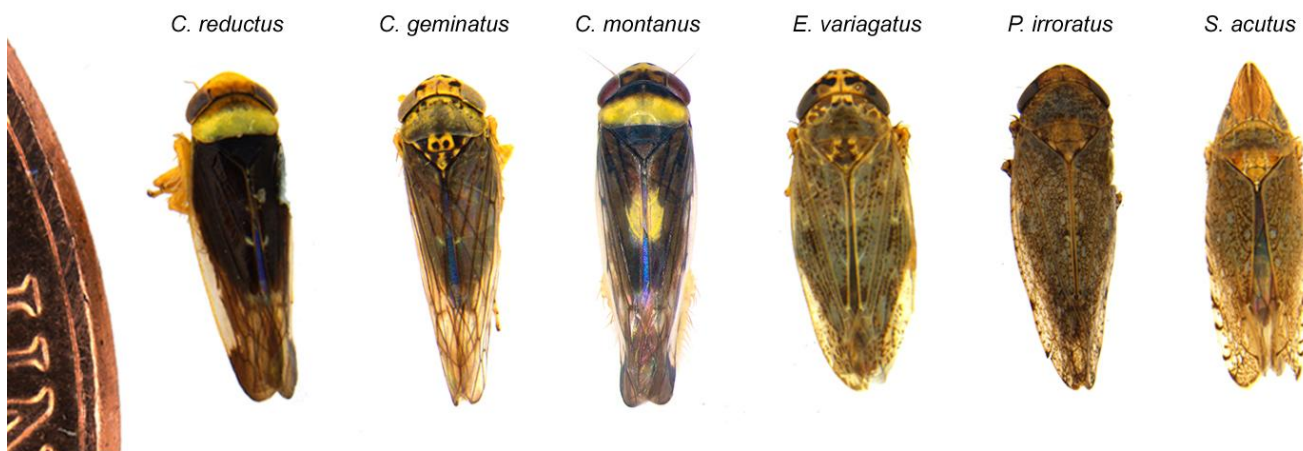 C. reductus
C. geminatus
C. montanus
E. variagatus
P. irroratus
S. acutus